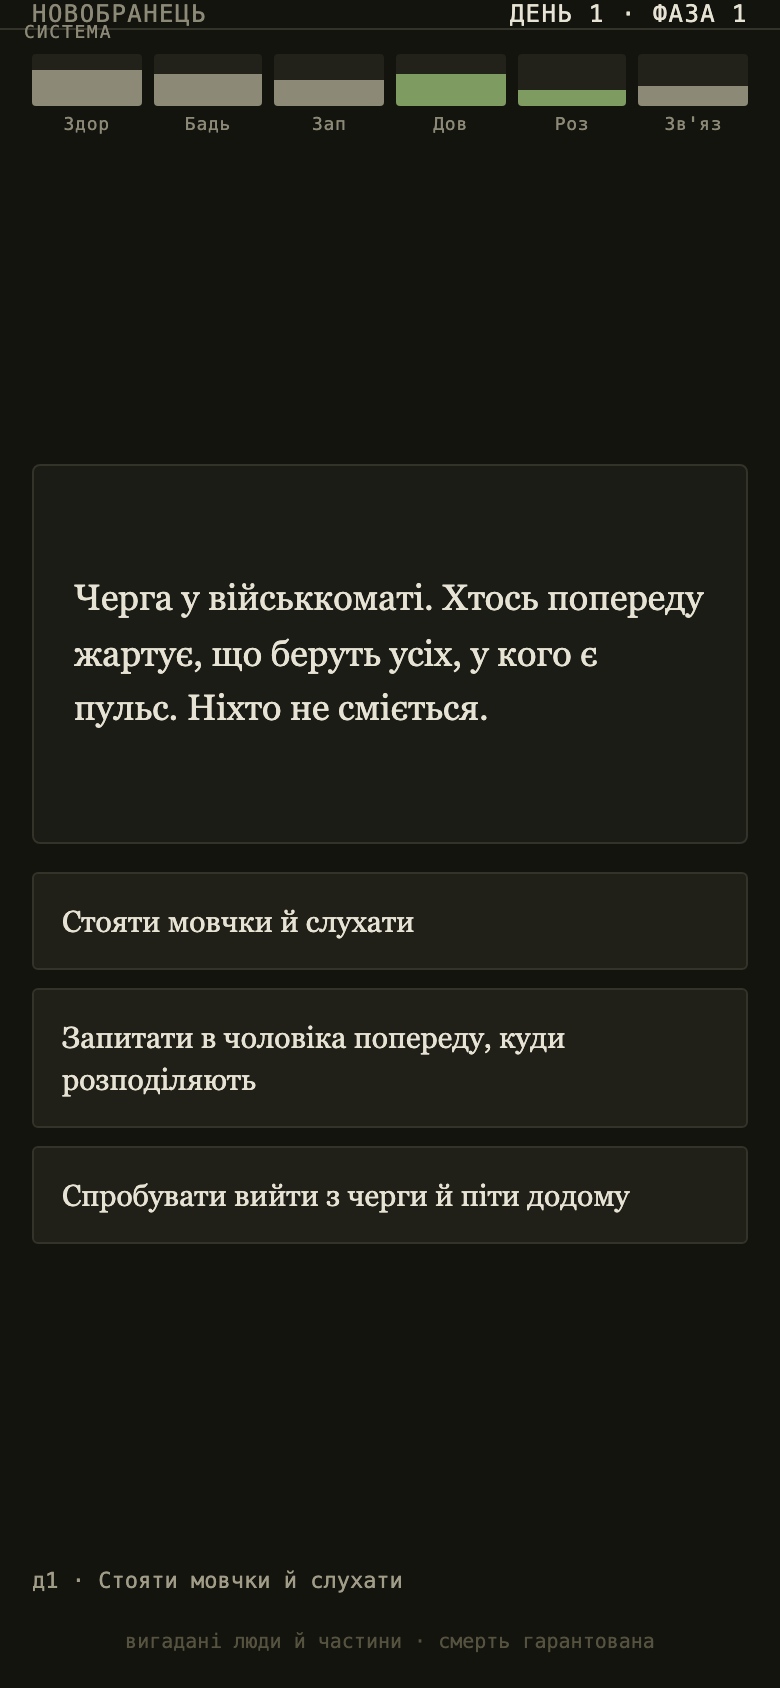 НОВОБРАНЕЦЬ
ДЕНЬ 1 · ФАЗА 1
СИСТЕМА
Здор
Бадь
Зап
Дов
Роз
Зв'яз
Черга у військкоматі. Хтось попереду
жартує, що беруть усіх, у кого є
пульс. Ніхто не сміється.
Стояти мовчки й слухати
Запитати в чоловіка попереду, куди
розподіляють
Спробувати вийти з черги й піти додому
д1 · Стояти мовчки й слухати
вигадані люди й частини · смерть гарантована